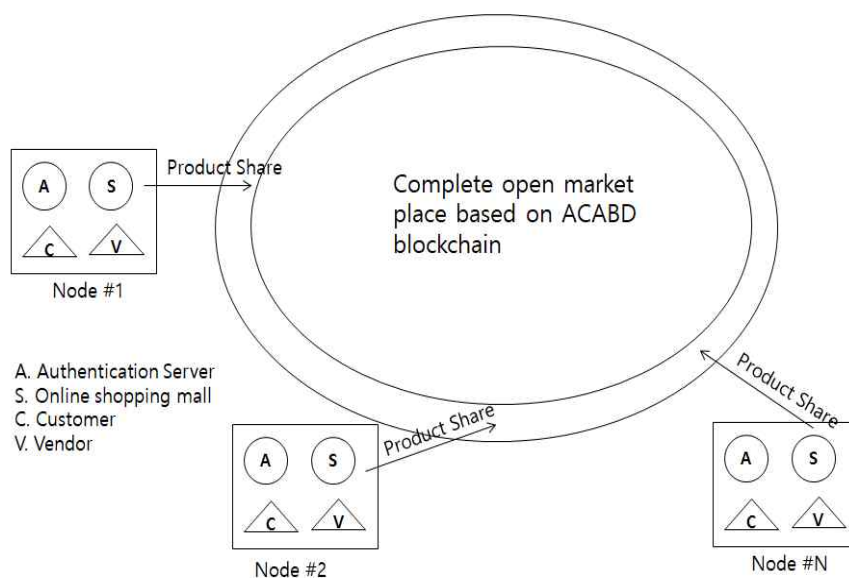 Product Share
A
S
C
V
Node #1
Complete open market
place based on ACABD
blockchain
A. Authentication Server
S. Online shopping mall
C. Customer
V. Vendor
Product Share
A
S
C
V
Node #2
Product Share
A
S
C
V
Node #N